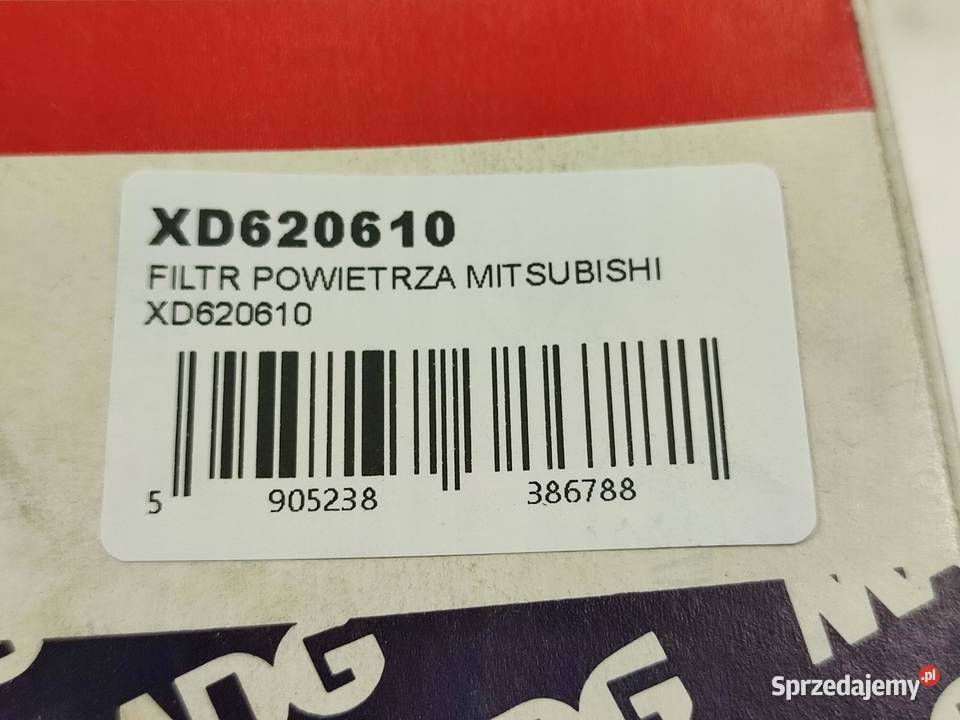 XD620610
FILTR POWIETRZA MITSUBISHI
XD620610
5 905238 386788
Sprzedajemy.pl